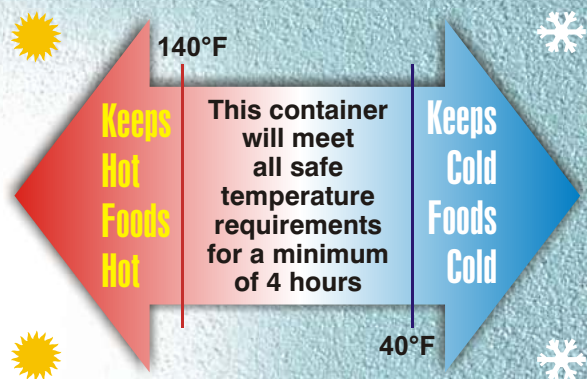 140°F
Keeps
Hot
Foods
Hot
This container
will meet
all safe
temperature
requirements
for a minimum
of 4 hours
Keeps
Cold
Foods
Cold
40°F